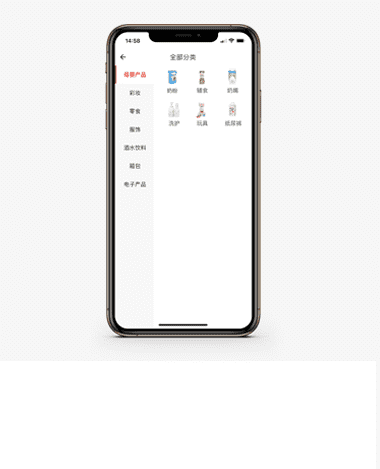 14:58
全部分类
母婴产品
彩妆
零食
服饰
酒水饮料
箱包
电子产品
奶粉
辅食
奶瓶
洗护
玩具
纸尿裤